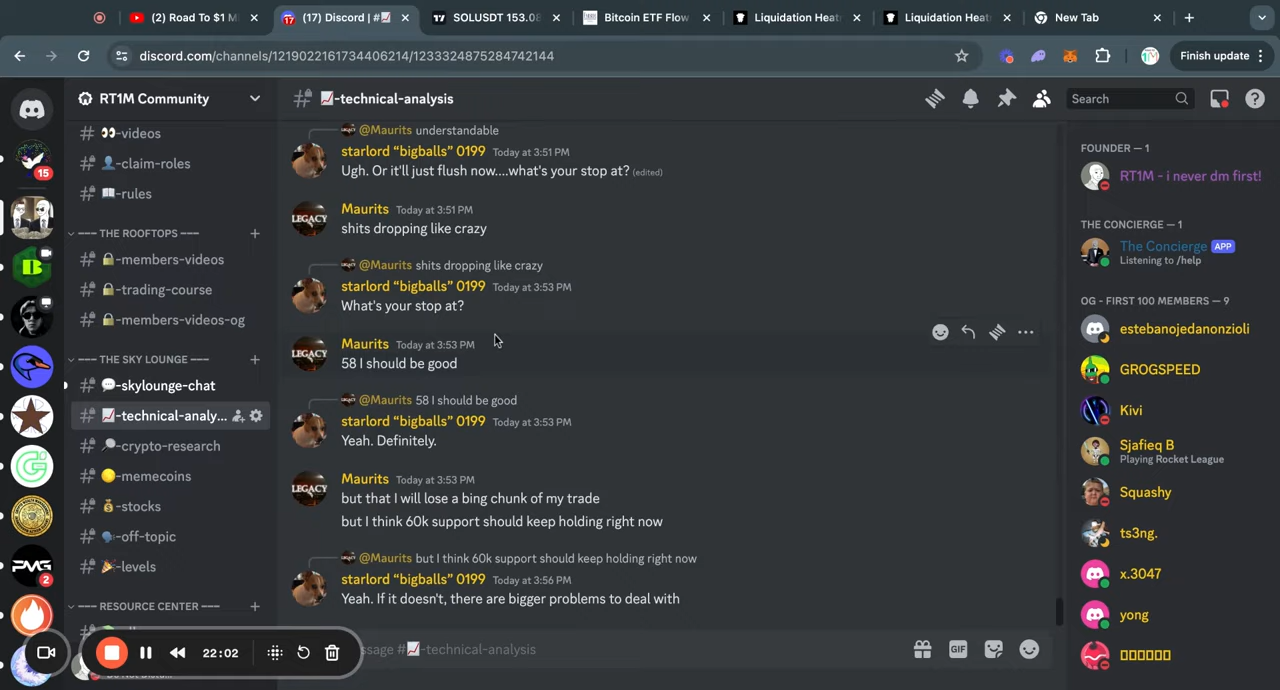 (2) Road To $1 M
(17) Discord | #📈
SOLUSDT 153.08
Bitcoin ETF Flow
Liquidation Heat
Liquidation Heat
New Tab
discord.com/channels/1219022161734406214/1233324875284742144
Finish update
RT1M Community
👀-videos
👤-claim-roles
📖-rules
--- THE ROOFTOPS ---
🔒-members-videos
🔒-trading-course
🔒-members-videos-og
--- THE SKY LOUNGE ---
💬-skylounge-chat
📈-technical-analy...
🔎-crypto-research
🟡-memecoins
💰-stocks
🗣️-off-topic
🎉-levels
--- RESOURCE CENTER ---
15
2
22:02
📈-technical-analysis
Search
@Maurits understandable
starlord “bigballs” 0199 Today at 3:51 PM
Ugh. Or it'll just flush now....what's your stop at? (edited)
Maurits Today at 3:51 PM
shits dropping like crazy
@Maurits shits dropping like crazy
starlord “bigballs” 0199 Today at 3:53 PM
What's your stop at?
Maurits Today at 3:53 PM
58 I should be good
@Maurits 58 I should be good
starlord “bigballs” 0199 Today at 3:53 PM
Yeah. Definitely.
Maurits Today at 3:53 PM
but that I will lose a bing chunk of my trade
but I think 60k support should keep holding right now
@Maurits but I think 60k support should keep holding right now
starlord “bigballs” 0199 Today at 3:56 PM
Yeah. If it doesn't, there are bigger problems to deal with
LEGACY
LEGACY
LEGACY
PMG
GIF
ssage #📈-technical-analysis
FOUNDER — 1
RT1M - i never dm first!
THE CONCIERGE — 1
The Concierge APP
Listening to /help
OG - FIRST 100 MEMBERS — 9
estebanojedanonzioli
GROGSPEED
Kivi
Sjafieq B
Playing Rocket League
Squashy
ts3ng.
x.3047
yong